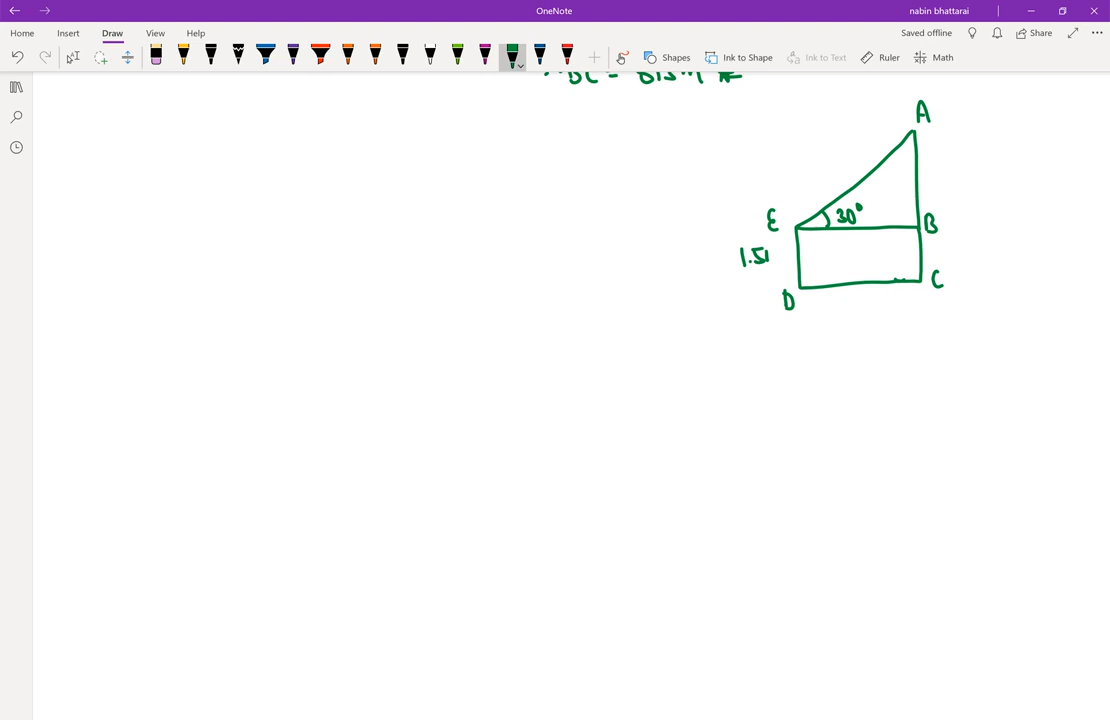 OneNote
nabin bhattarai
Home Insert Draw View Help
Saved offline
Share
Shapes
Ink to Shape
Ink to Text
Ruler
Math
A
E
30°
B
1.5
C
D